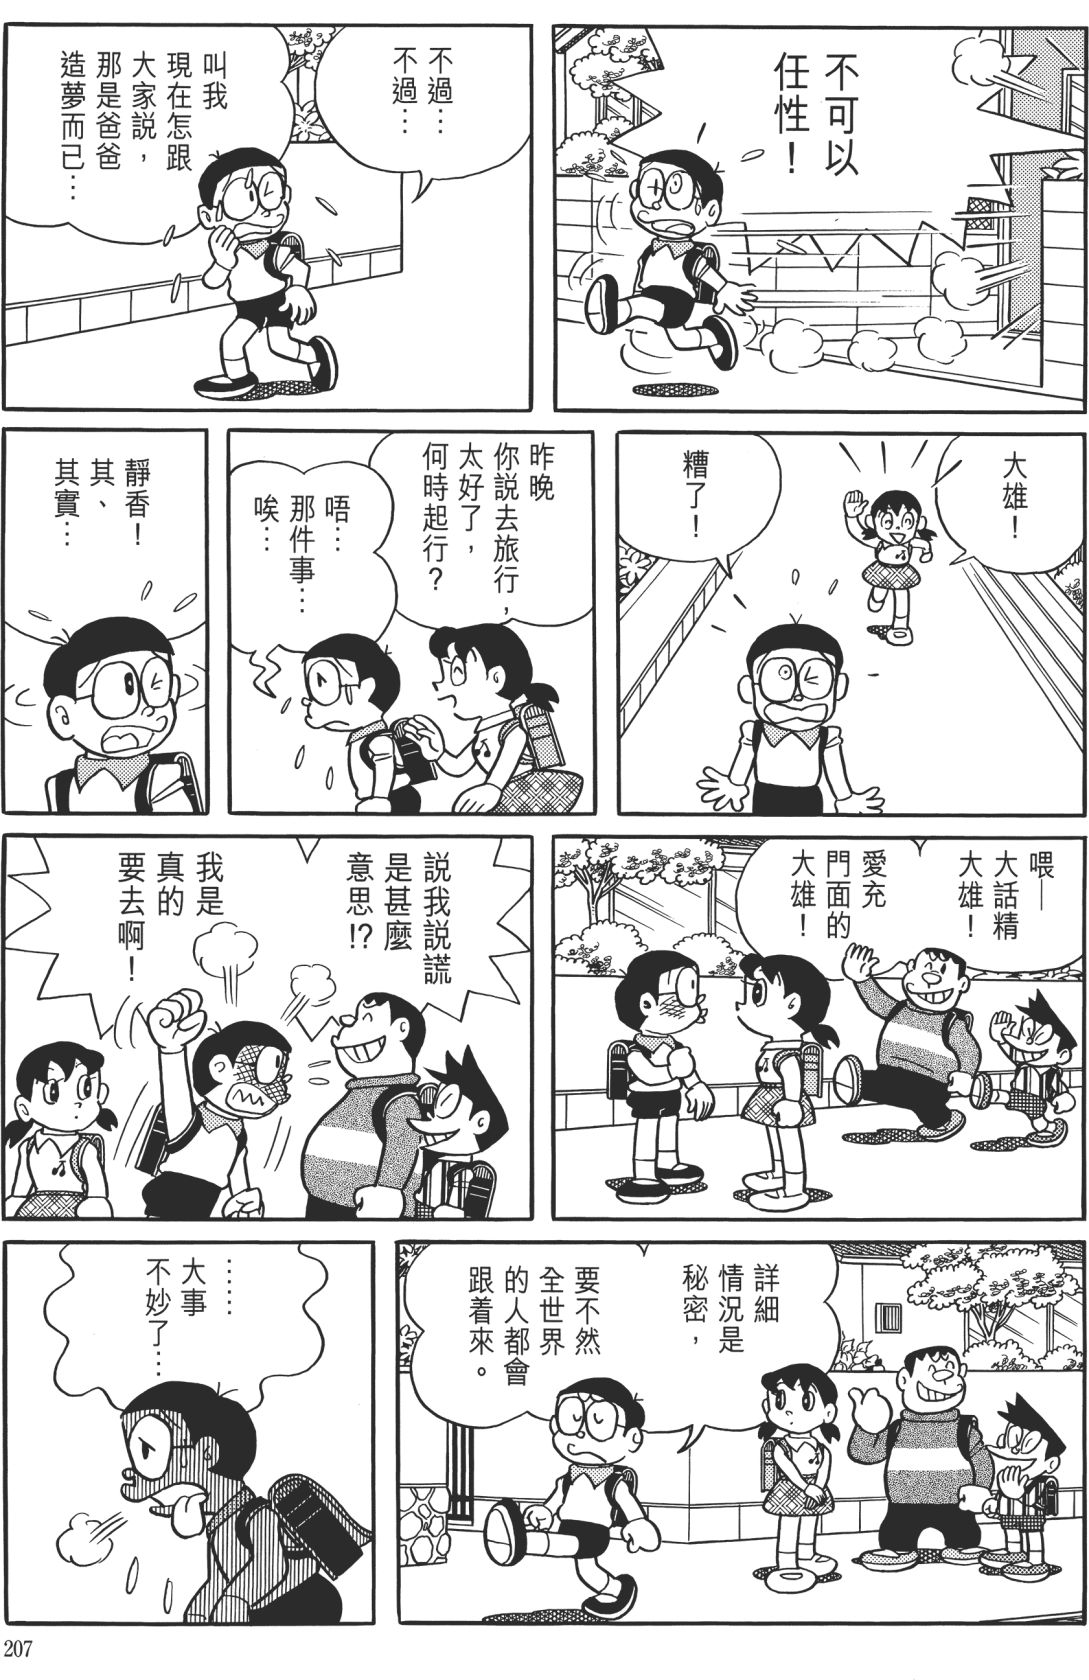 不可以
任性！
不過…
不過…
叫我
現在怎跟
大家説，
那是爸爸
造夢而已…
大雄！
糟了！
昨晚
你説去旅行，
太好了，
何時起行？
唔…
那件事…
唉…
靜香！
其、
其實…
喂—
大話精
大雄！
愛充
門面的
大雄！
説我説謊
是甚麼
意思!?
我是
真的
要去啊！
詳細
情況是
秘密，
要不然
全世界
的人都會
跟着來。
……
大事
不妙了…
207